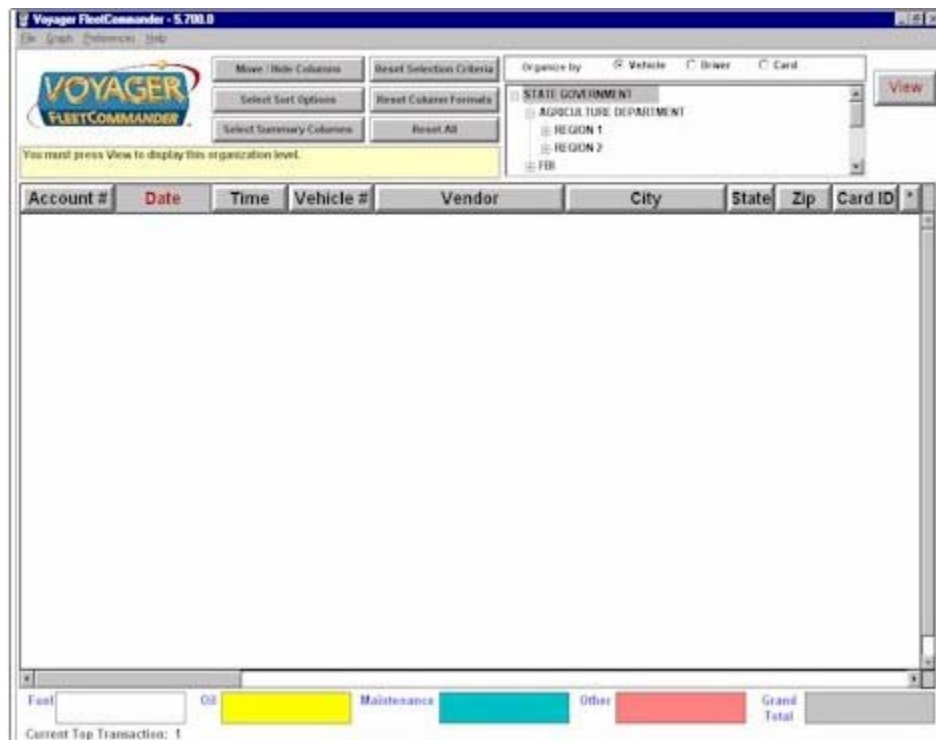 Voyager FleetCommander - 5.700.0
File Graph Preferences Help
VOYAGER
FLEETCOMMANDER
Move / Hide Columns
Reset Selection Criteria
Select Sort Options
Reset Column Formats
Select Summary Columns
Reset All
Organize by Vehicle Driver Card
STATE GOVERNMENT
AGRICULTURE DEPARTMENT
REGION 1
REGION 2
FBI
View
You must press View to display this organization level.
Account # Date Time Vehicle # Vendor City State Zip Card ID *
Fuel Oil Maintenance Other Grand Total
Current Top Transaction: 1